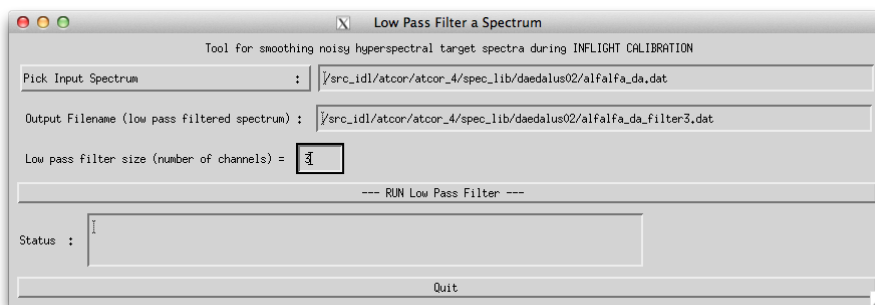 Low Pass Filter a Spectrum
Tool for smoothing noisy hyperspectral target spectra during INFLIGHT CALIBRATION
Pick Input Spectrum : /src_idl/atcor/atcor_4/spec_lib/daedalus02/alfalfa_da.dat
Output Filename (low pass filtered spectrum) : /src_idl/atcor/atcor_4/spec_lib/daedalus02/alfalfa_da_filter3.dat
Low pass filter size (number of channels) = 3
--- RUN Low Pass Filter ---
Status :
Quit